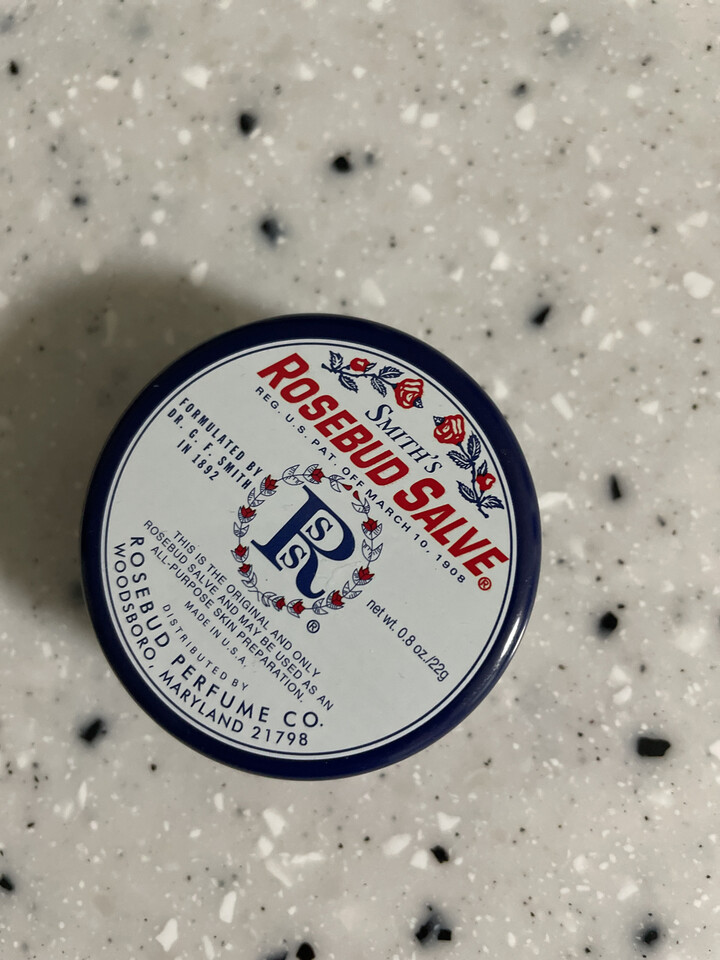 SMITH'S
ROSEBUD SALVE®
REG. U.S. PAT. OFF MARCH 10, 1908
FORMULATED BY
DR. G. F. SMITH
IN 1892
RSS
®
net wt. 0.8 oz./22g
THIS IS THE ORIGINAL AND ONLY
ROSEBUD SALVE AND MAY BE USED AS AN
ALL-PURPOSE SKIN PREPARATION.
MADE IN U.S.A.
DISTRIBUTED BY
ROSEBUD PERFUME CO.
WOODSBORO, MARYLAND 21798